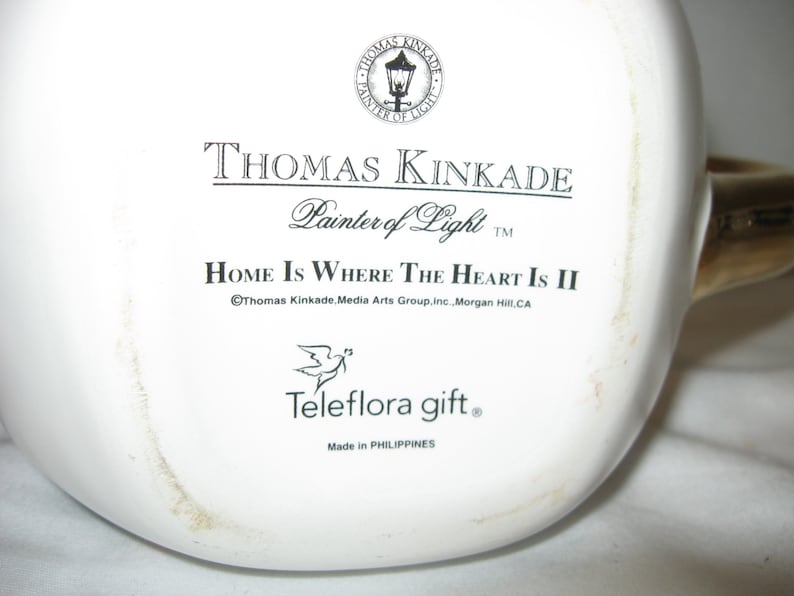 THOMAS KINKADE
PAINTER OF LIGHT
THOMAS KINKADE
Painter of Light ™
HOME IS WHERE THE HEART IS II
©Thomas Kinkade,Media Arts Group,Inc.,Morgan Hill,CA
Teleflora gift®
Made in PHILIPPINES